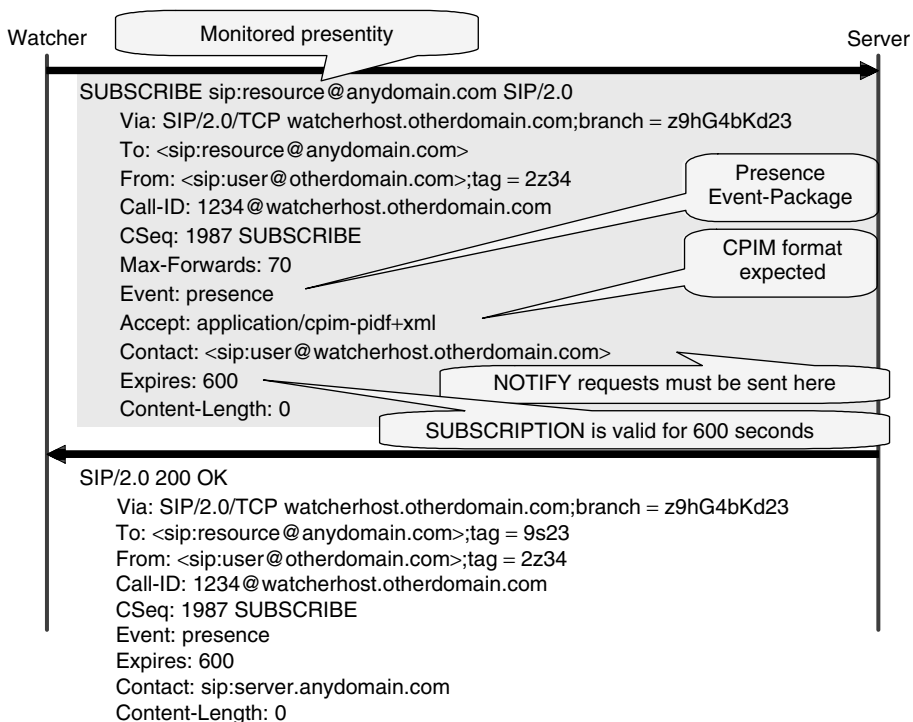 Watcher
Monitored presentity
Server
SUBSCRIBE sip:resource@anydomain.com SIP/2.0
Via: SIP/2.0/TCP watcherhost.otherdomain.com;branch = z9hG4bKd23
To: <sip:resource@anydomain.com>
From: <sip:user@otherdomain.com>;tag = 2z34
Call-ID: 1234@watcherhost.otherdomain.com
CSeq: 1987 SUBSCRIBE
Max-Forwards: 70
Event: presence
Accept: application/cpim-pidf+xml
Contact: <sip:user@watcherhost.otherdomain.com>
Expires: 600
Content-Length: 0
Presence
Event-Package
CPIM format
expected
NOTIFY requests must be sent here
SUBSCRIPTION is valid for 600 seconds
SIP/2.0 200 OK
Via: SIP/2.0/TCP watcherhost.otherdomain.com;branch = z9hG4bKd23
To: <sip:resource@anydomain.com>;tag = 9s23
From: <sip:user@otherdomain.com>;tag = 2z34
Call-ID: 1234@watcherhost.otherdomain.com
CSeq: 1987 SUBSCRIBE
Event: presence
Expires: 600
Contact: sip:server.anydomain.com
Content-Length: 0